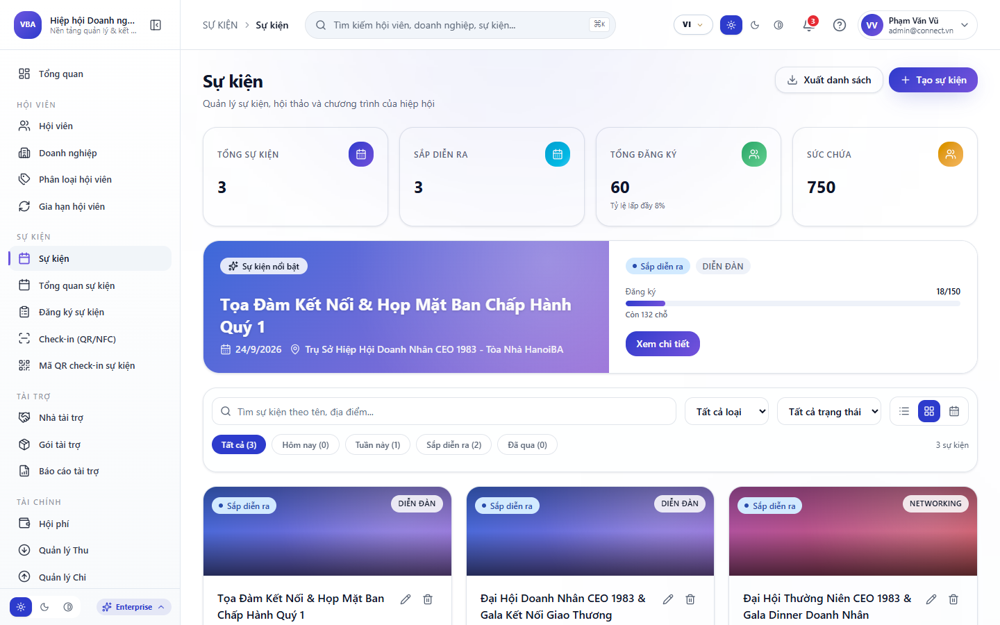 VBA
Hiệp hội Doanh ng...
Nền tảng quản lý & kết ...
SỰ KIỆN
Sự kiện
Tìm kiếm hội viên, doanh nghiệp, sự kiện...
⌘K
VI
3
VV
Phạm Văn Vũ
admin@connect.vn
Tổng quan
HỘI VIÊN
Hội viên
Doanh nghiệp
Phân loại hội viên
Gia hạn hội viên
SỰ KIỆN
Sự kiện
Tổng quan sự kiện
Đăng ký sự kiện
Check-in (QR/NFC)
Mã QR check-in sự kiện
TÀI TRỢ
Nhà tài trợ
Gói tài trợ
Báo cáo tài trợ
TÀI CHÍNH
Hội phí
Quản lý Thu
Quản lý Chi
Enterprise
Sự kiện
Quản lý sự kiện, hội thảo và chương trình của hiệp hội
Xuất danh sách
Tạo sự kiện
TỔNG SỰ KIỆN
3
SẮP DIỄN RA
3
TỔNG ĐĂNG KÝ
60
Tỷ lệ lấp đầy 8%
SỨC CHỨA
750
Sự kiện nổi bật
Tọa Đàm Kết Nối & Họp Mặt Ban Chấp Hành
Quý 1
24/9/2026
Trụ Sở Hiệp Hội Doanh Nhân CEO 1983 - Tòa Nhà HanoiBA
Sắp diễn ra
DIỄN ĐÀN
Đăng ký
18/150
Còn 132 chỗ
Xem chi tiết
Tìm sự kiện theo tên, địa điểm...
Tất cả loại
Tất cả trạng thái
Tất cả (3)
Hôm nay (0)
Tuần này (1)
Sắp diễn ra (2)
Đã qua (0)
3 sự kiện
Sắp diễn ra
DIỄN ĐÀN
Tọa Đàm Kết Nối & Họp Mặt Ban
Chấp Hành Quý 1
Sắp diễn ra
DIỄN ĐÀN
Đại Hội Doanh Nhân CEO 1983 &
Gala Kết Nối Giao Thương
Sắp diễn ra
NETWORKING
Đại Hội Thường Niên CEO 1983 &
Gala Dinner Doanh Nhân